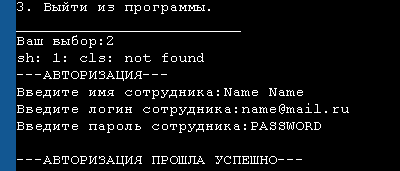 3. Выйти из программы.
_________________________
Ваш выбор:2
sh: 1: cls: not found
---АВТОРИЗАЦИЯ---
Введите имя сотрудника:Name Name
Введите логин сотрудника:name@mail.ru
Введите пароль сотрудника:PASSWORD
---АВТОРИЗАЦИЯ ПРОШЛА УСПЕШНО---